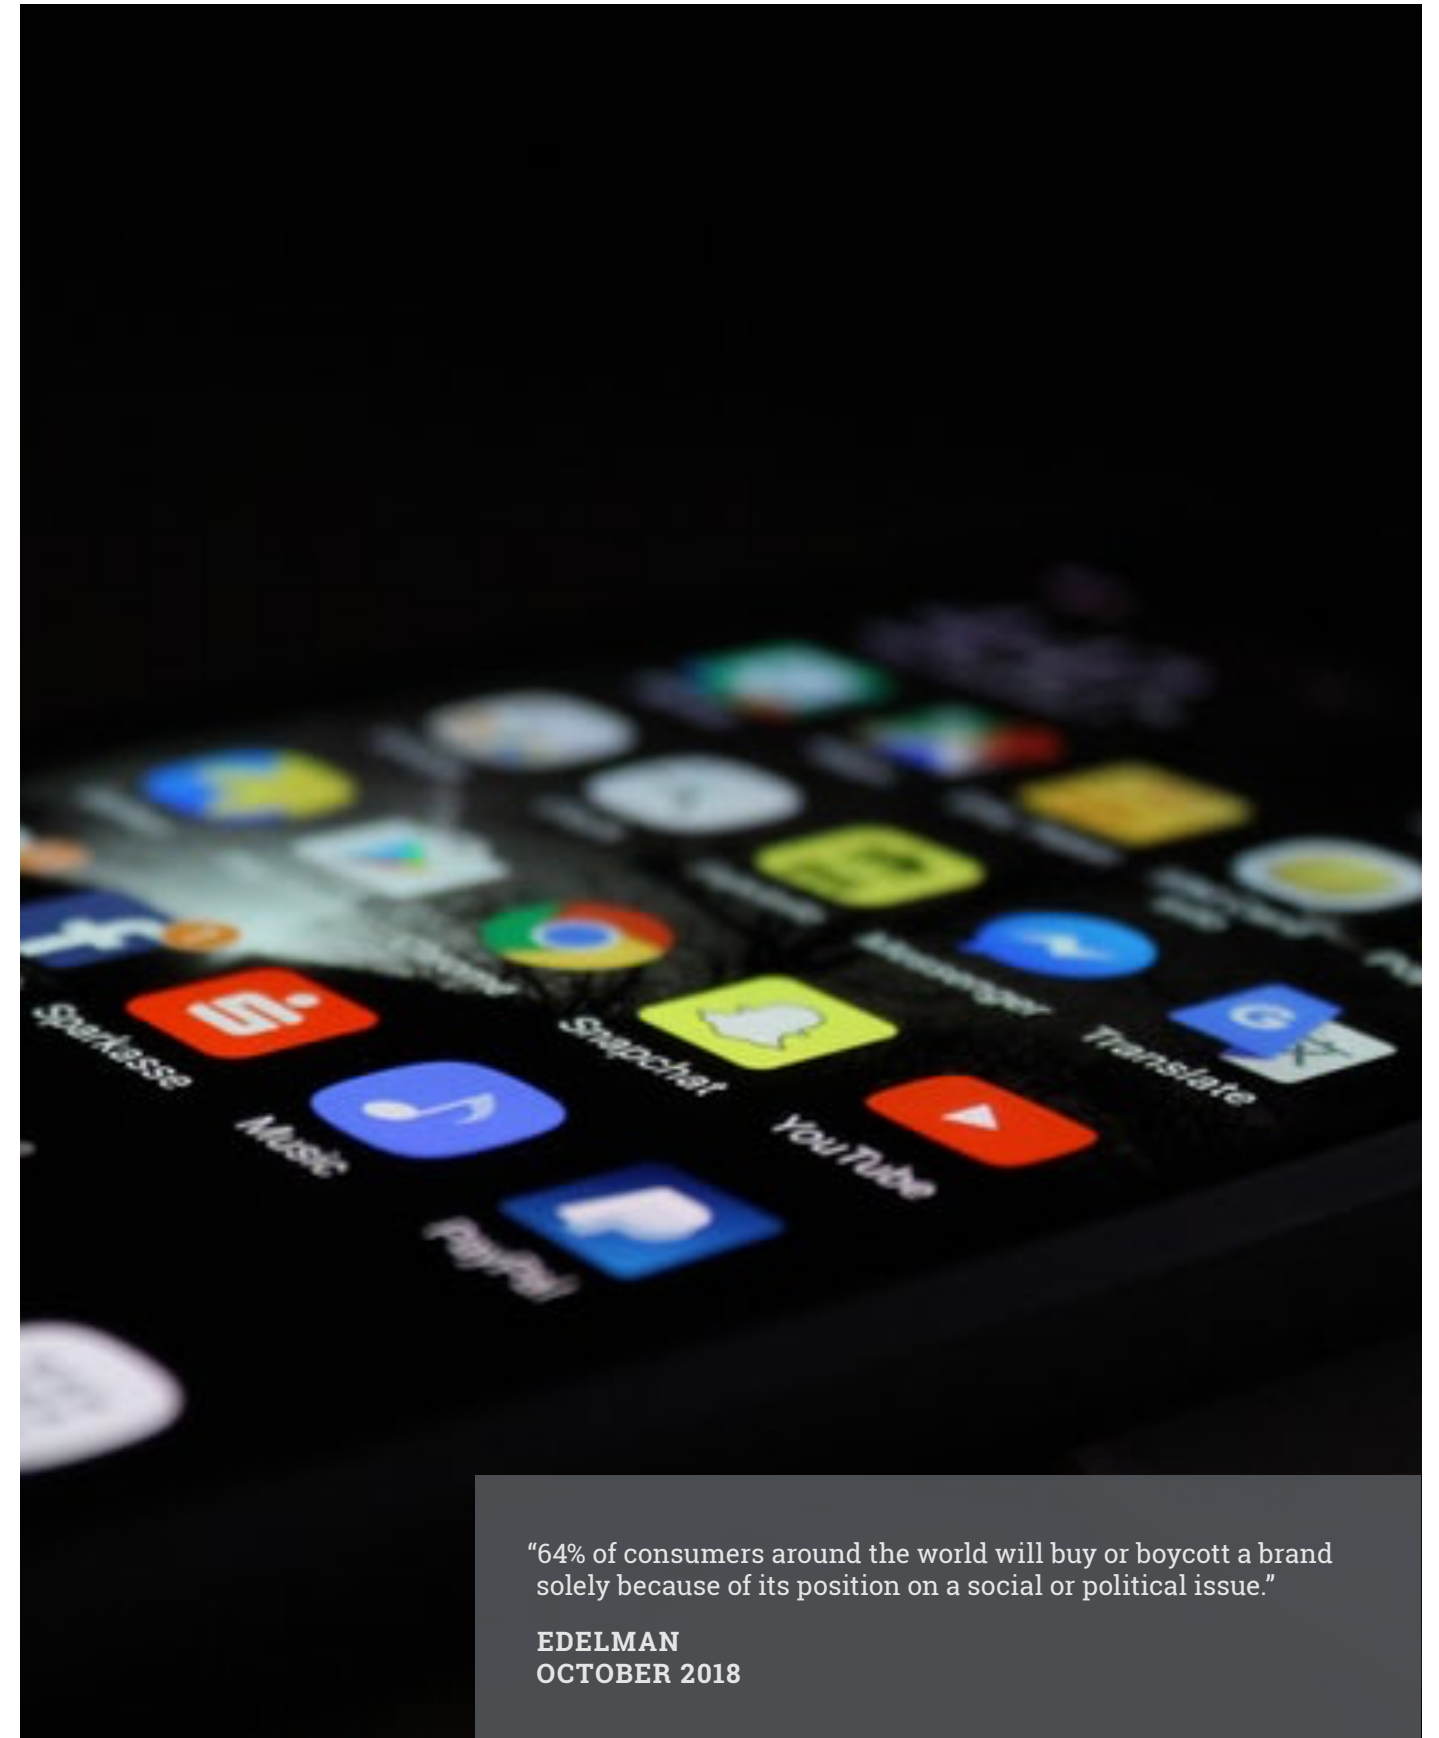 Chrome
Messenger
Sparkasse
Snapchat
Translate
G
Music
YouTube
PayPal
“64% of consumers around the world will buy or boycott a brand
solely because of its position on a social or political issue.”
EDELMAN
OCTOBER 2018